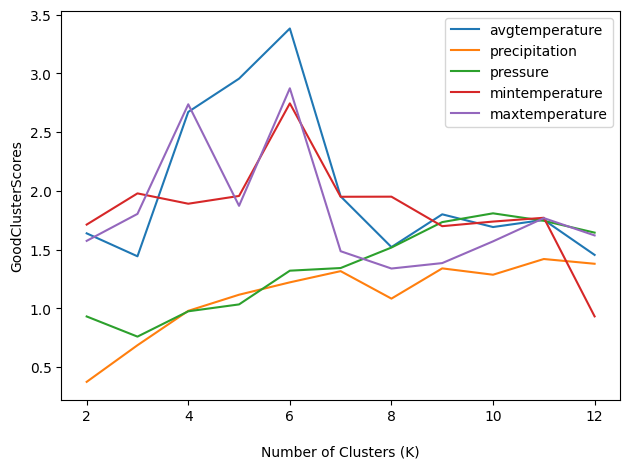 3.5
3.0
2.5
2.0
1.5
1.0
0.5
GoodClusterScores
avgtemperature
precipitation
pressure
mintemperature
maxtemperature
2 4 6 8 10 12
Number of Clusters (K)